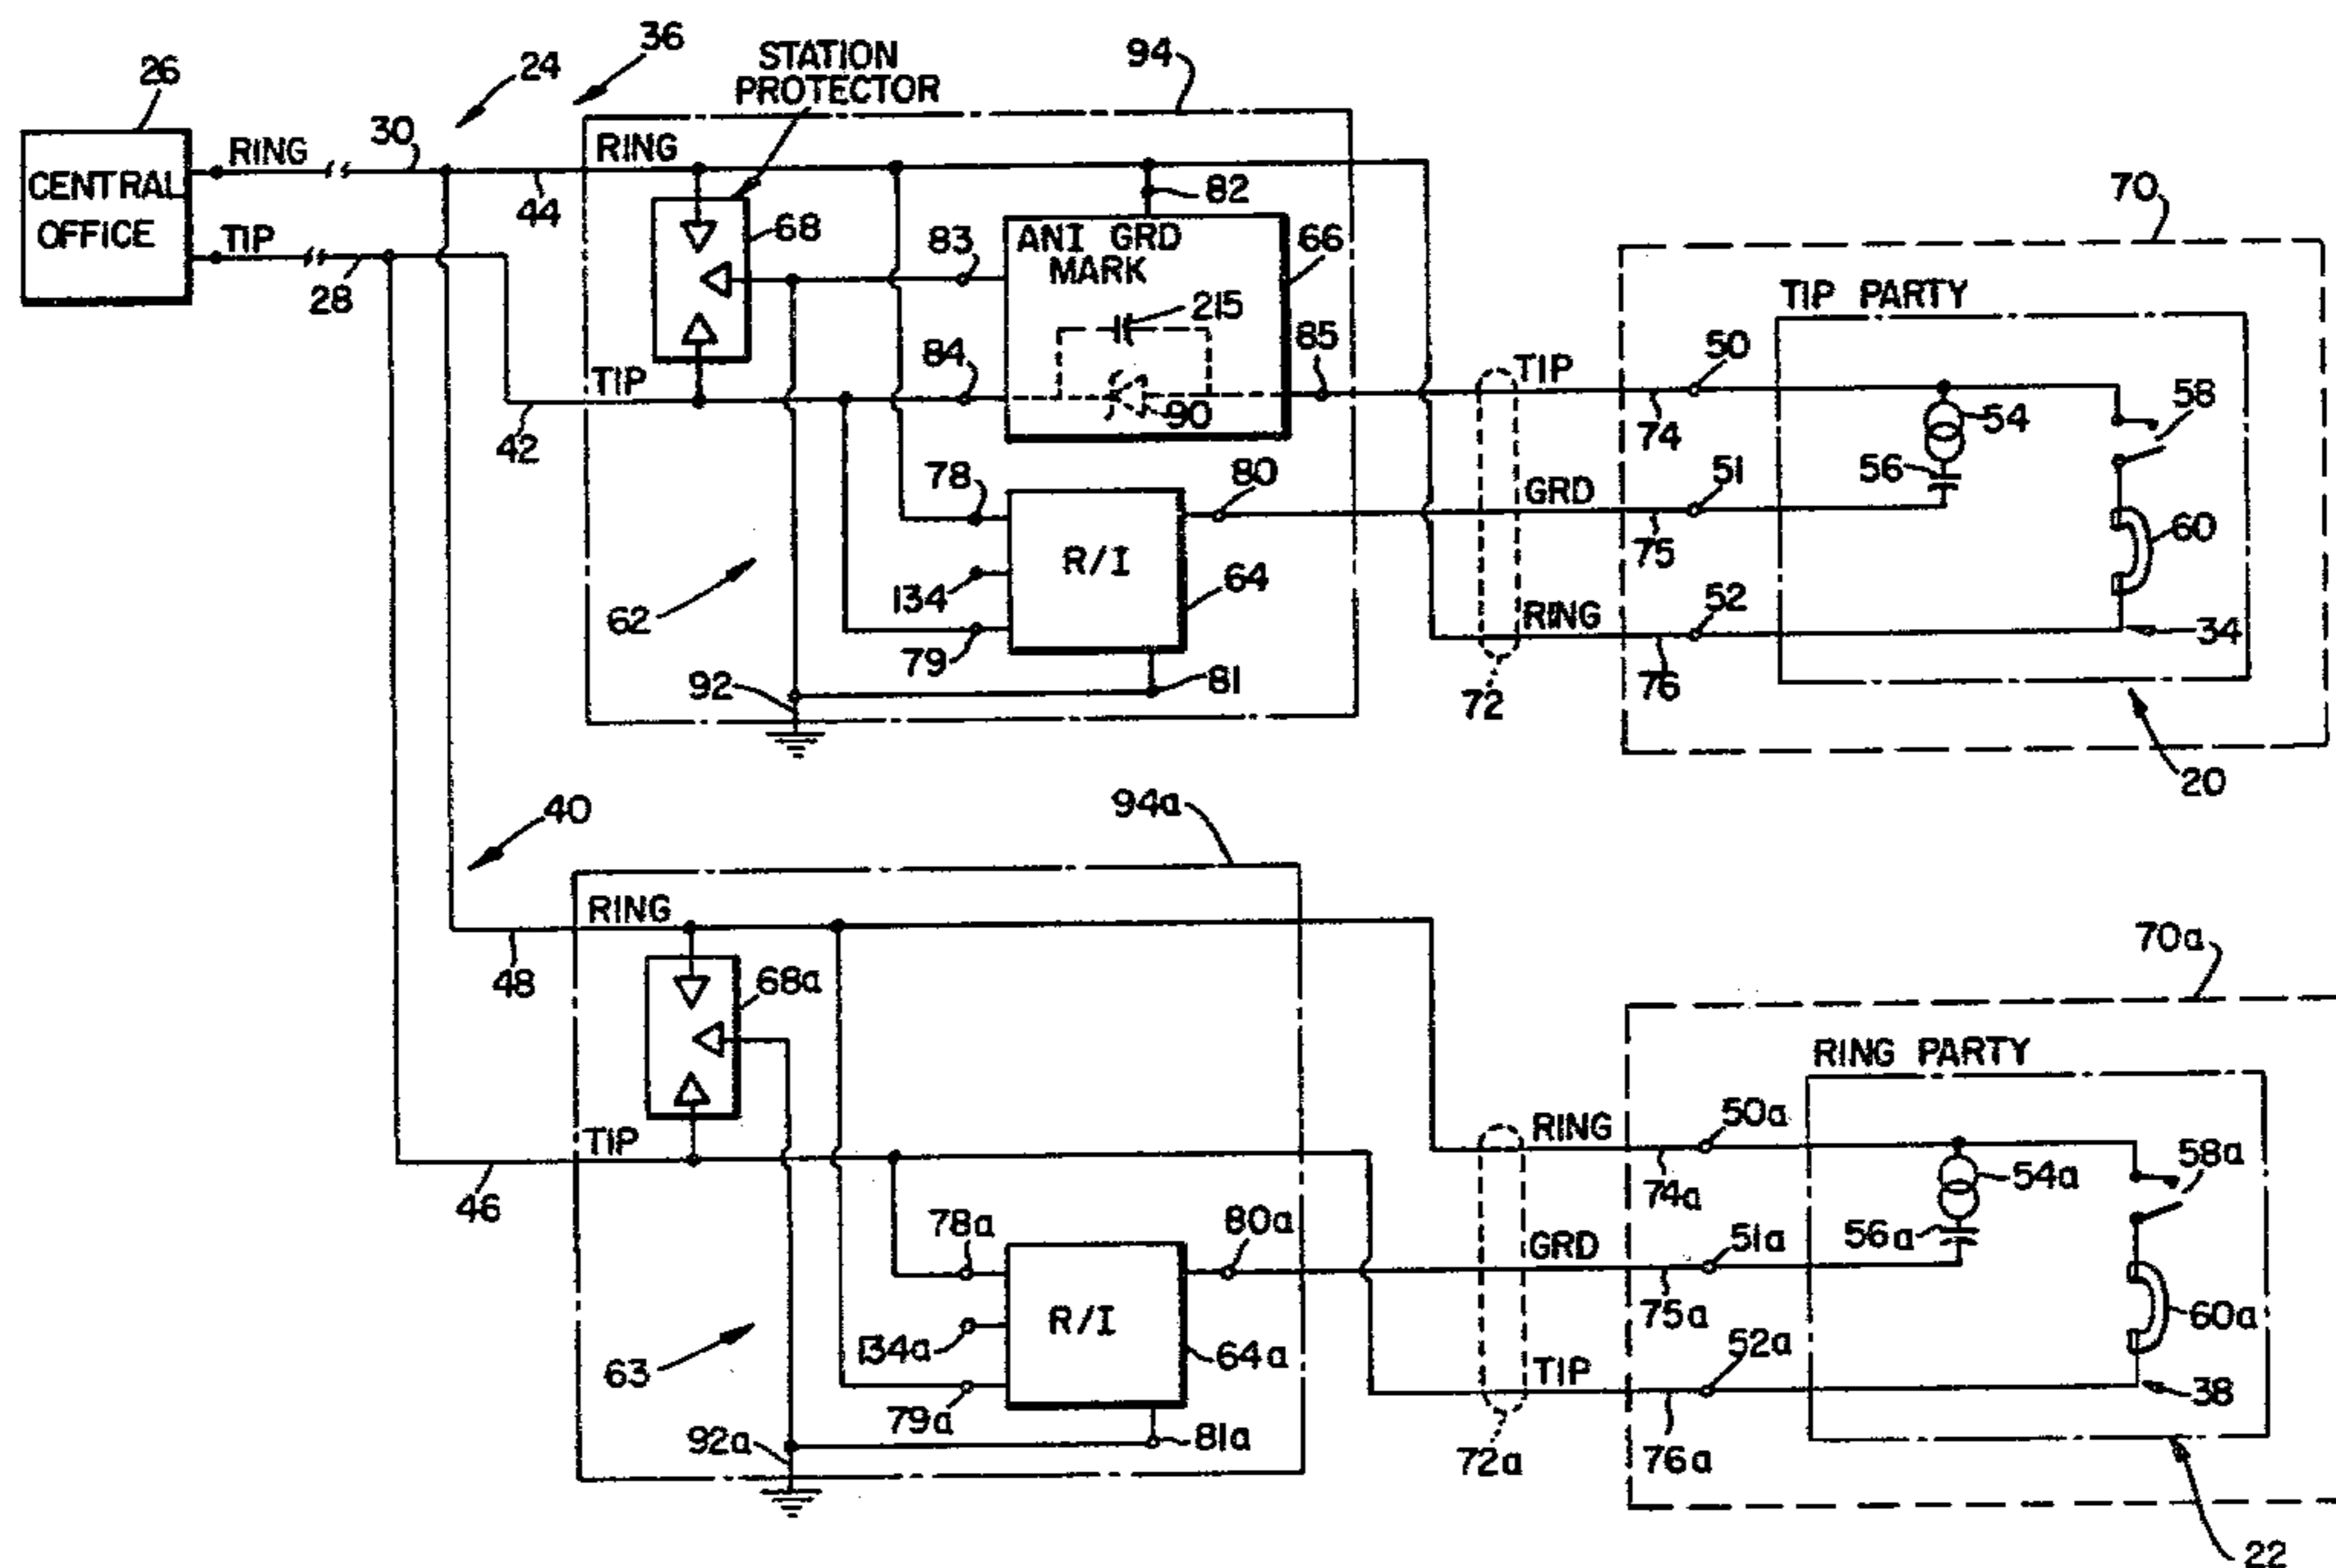 26
24
36
STATION
PROTECTOR
94
RING
30
RING
CENTRAL
OFFICE
44
82
70
TIP
68
83
ANI GRD
MARK
66
28
215
TIP PARTY
84
85
TIP
50
TIP
90
74
54
58
42
78
80
56
51
GRD
R/I
75
60
134
64
62
RING
52
79
34
92
81
72
76
20
40
94a
RING
70a
48
68a
RING PARTY
TIP
RING
50a
58a
46
74a
54a
78a
80a
GRD
51a
56a
R/I
75a
60a
134a
64a
52a
63
TIP
38
79a
92a
81a
72a
76a
22